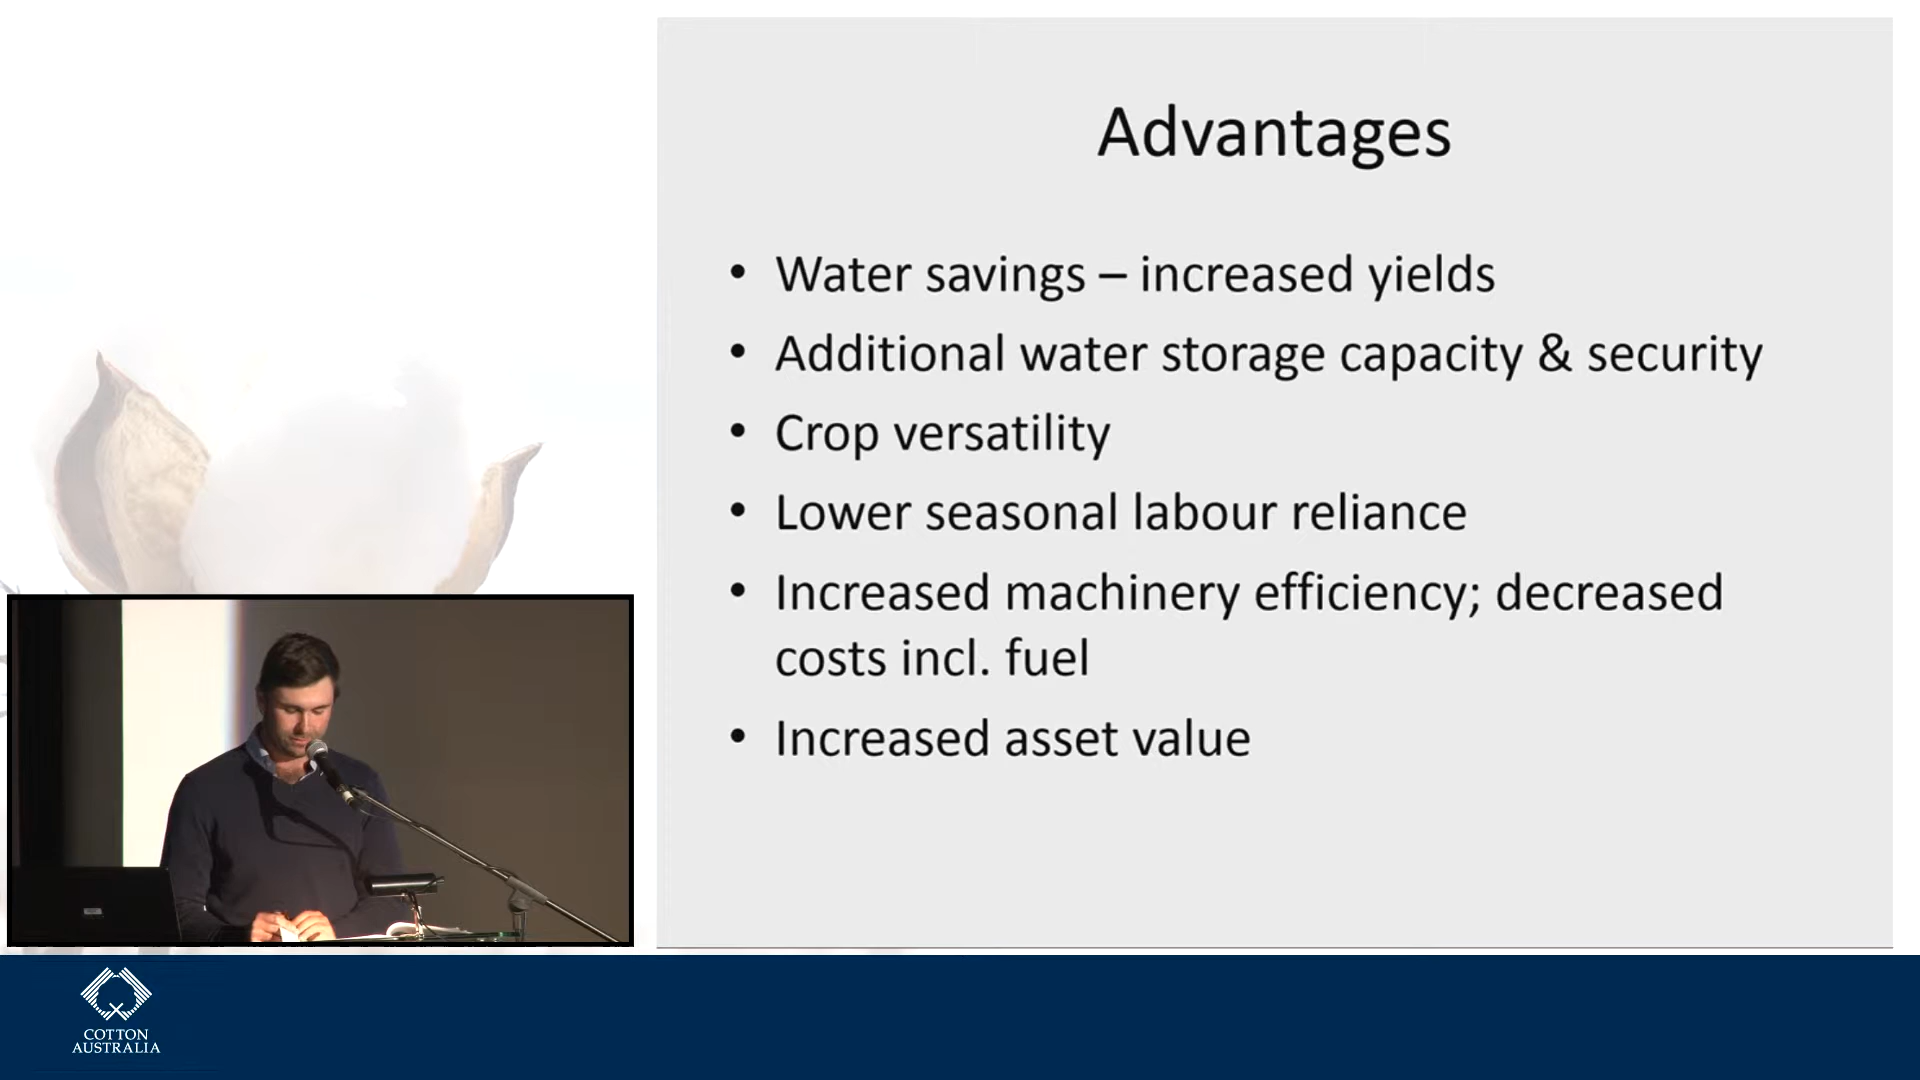 Advantages
• Water savings – increased yields
• Additional water storage capacity & security
• Crop versatility
• Lower seasonal labour reliance
• Increased machinery efficiency; decreased
costs incl. fuel
• Increased asset value
COTTON
AUSTRALIA